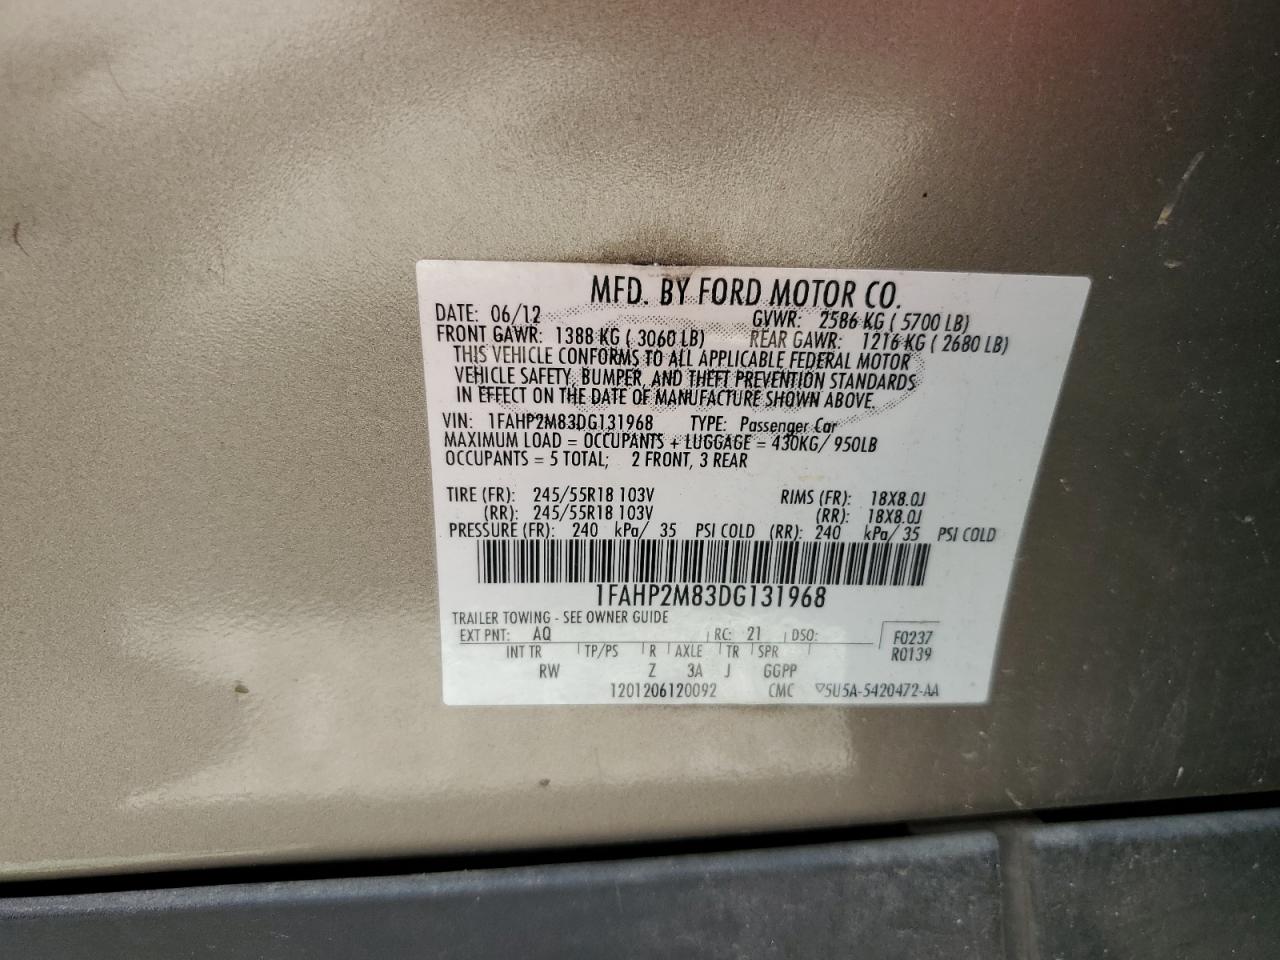 MFD. BY FORD MOTOR CO.
DATE: 06/12 GVWR: 2586 KG ( 5700 LB)
FRONT GAWR: 1388 KG ( 3060 LB) REAR GAWR: 1216 KG ( 2680 LB)
THIS VEHICLE CONFORMS TO ALL APPLICABLE FEDERAL MOTOR
VEHICLE SAFETY, BUMPER, AND THEFT PREVENTION STANDARDS
IN EFFECT ON THE DATE OF MANUFACTURE SHOWN ABOVE.
VIN: 1FAHP2M83DG131968 TYPE: Passenger Car
MAXIMUM LOAD = OCCUPANTS + LUGGAGE = 430KG/ 950LB
OCCUPANTS = 5 TOTAL; 2 FRONT, 3 REAR
TIRE (FR): 245/55R18 103V RIMS (FR): 18X8.0J
(RR): 245/55R18 103V (RR): 18X8.0J
PRESSURE (FR): 240 kPa/ 35 PSI COLD (RR): 240 kPa/ 35 PSI COLD
1FAHP2M83DG131968
TRAILER TOWING - SEE OWNER GUIDE
EXT PNT: AQ RC: 21 DSO: F0237
INT TR TP/PS R AXLE TR SPR R0139
RW Z 3A J GGPP
1201206120092 CMC ▽5U5A-5420472-AA